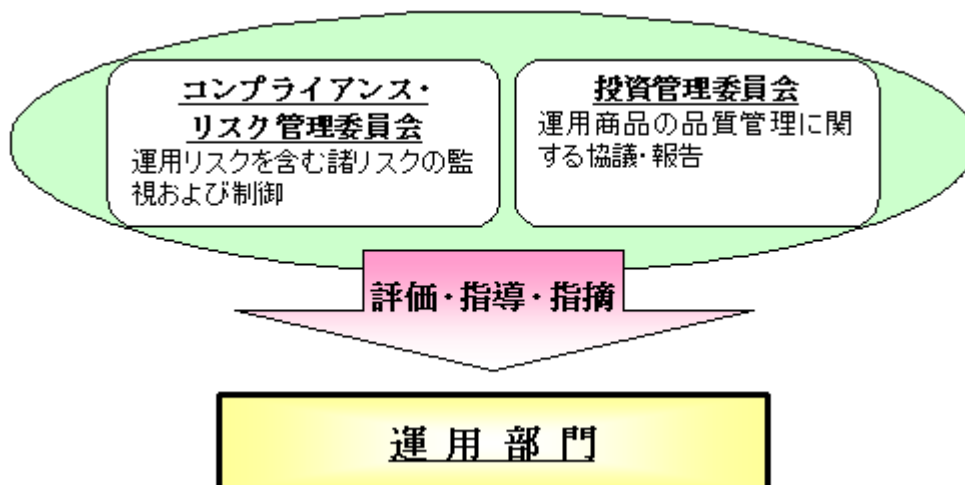 コンプライアンス・
リスク管理委員会
運用リスクを含む諸リスクの監
視および制御
投資管理委員会
運用商品の品質管理に関
する協議・報告
評価・指導・指摘
運用部門